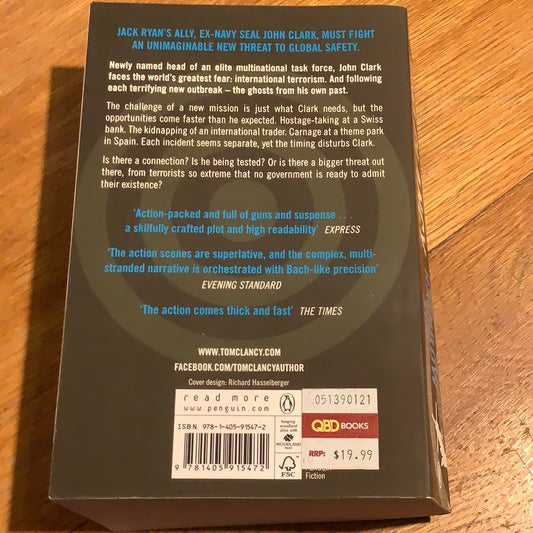 JACK RYAN'S ALLY, EX-NAVY SEAL JOHN CLARK, MUST FIGHT
AN UNIMAGINABLE NEW THREAT TO GLOBAL SAFETY.
Newly named head of an elite multinational task force, John Clark
faces the world's greatest fear: international terrorism. And following
each terrifying new outbreak – the ghosts from his own past.
The challenge of a new mission is just what Clark needs, but the
opportunities come faster than he expected. Hostage-taking at a Swiss
bank. The kidnapping of an international trader. Carnage at a theme park
in Spain. Each incident seems separate, yet the timing disturbs Clark.
Is there a connection? Is he being tested? Or is there a bigger threat out
there, from terrorists so extreme that no government is ready to admit
their existence?
'Action-packed and full of guns and suspense . . .
a skilfully crafted plot and high readability' EXPRESS
'The action scenes are superlative, and the complex, multi-
stranded narrative is orchestrated with Bach-like precision'
EVENING STANDARD
'The action comes thick and fast' THE TIMES
WWW.TOMCLANCY.COM
FACEBOOK.COM/TOMCLANCYAUTHOR
Cover design: Richard Hasselberger
read more
www.penguin.com
ISBN 978-1-405-91547-2
9 781405 915472
WOODLAND
TRUST
FSC
051390121
QBD BOOKS
RRP: $19.99
Fiction